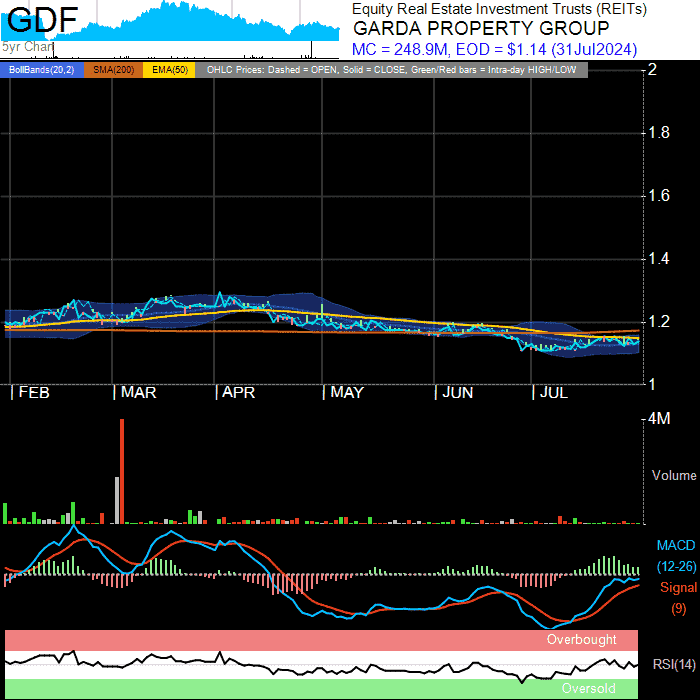 GDF
5yr Chart
Equity Real Estate Investment Trusts (REITs)
GARDA PROPERTY GROUP
MC = 248.9M, EOD = $1.14 (31Jul2024)
BollBands(20,2) SMA(200) EMA(50) OHLC Prices: Dashed = OPEN, Solid = CLOSE, Green/Red bars = Intra-day HIGH/LOW
2
1.8
1.6
1.4
1.2
1
FEB MAR APR MAY JUN JUL
4M
Volume
MACD
(12-26)
Signal
(9)
Overbought
RSI(14)
Oversold